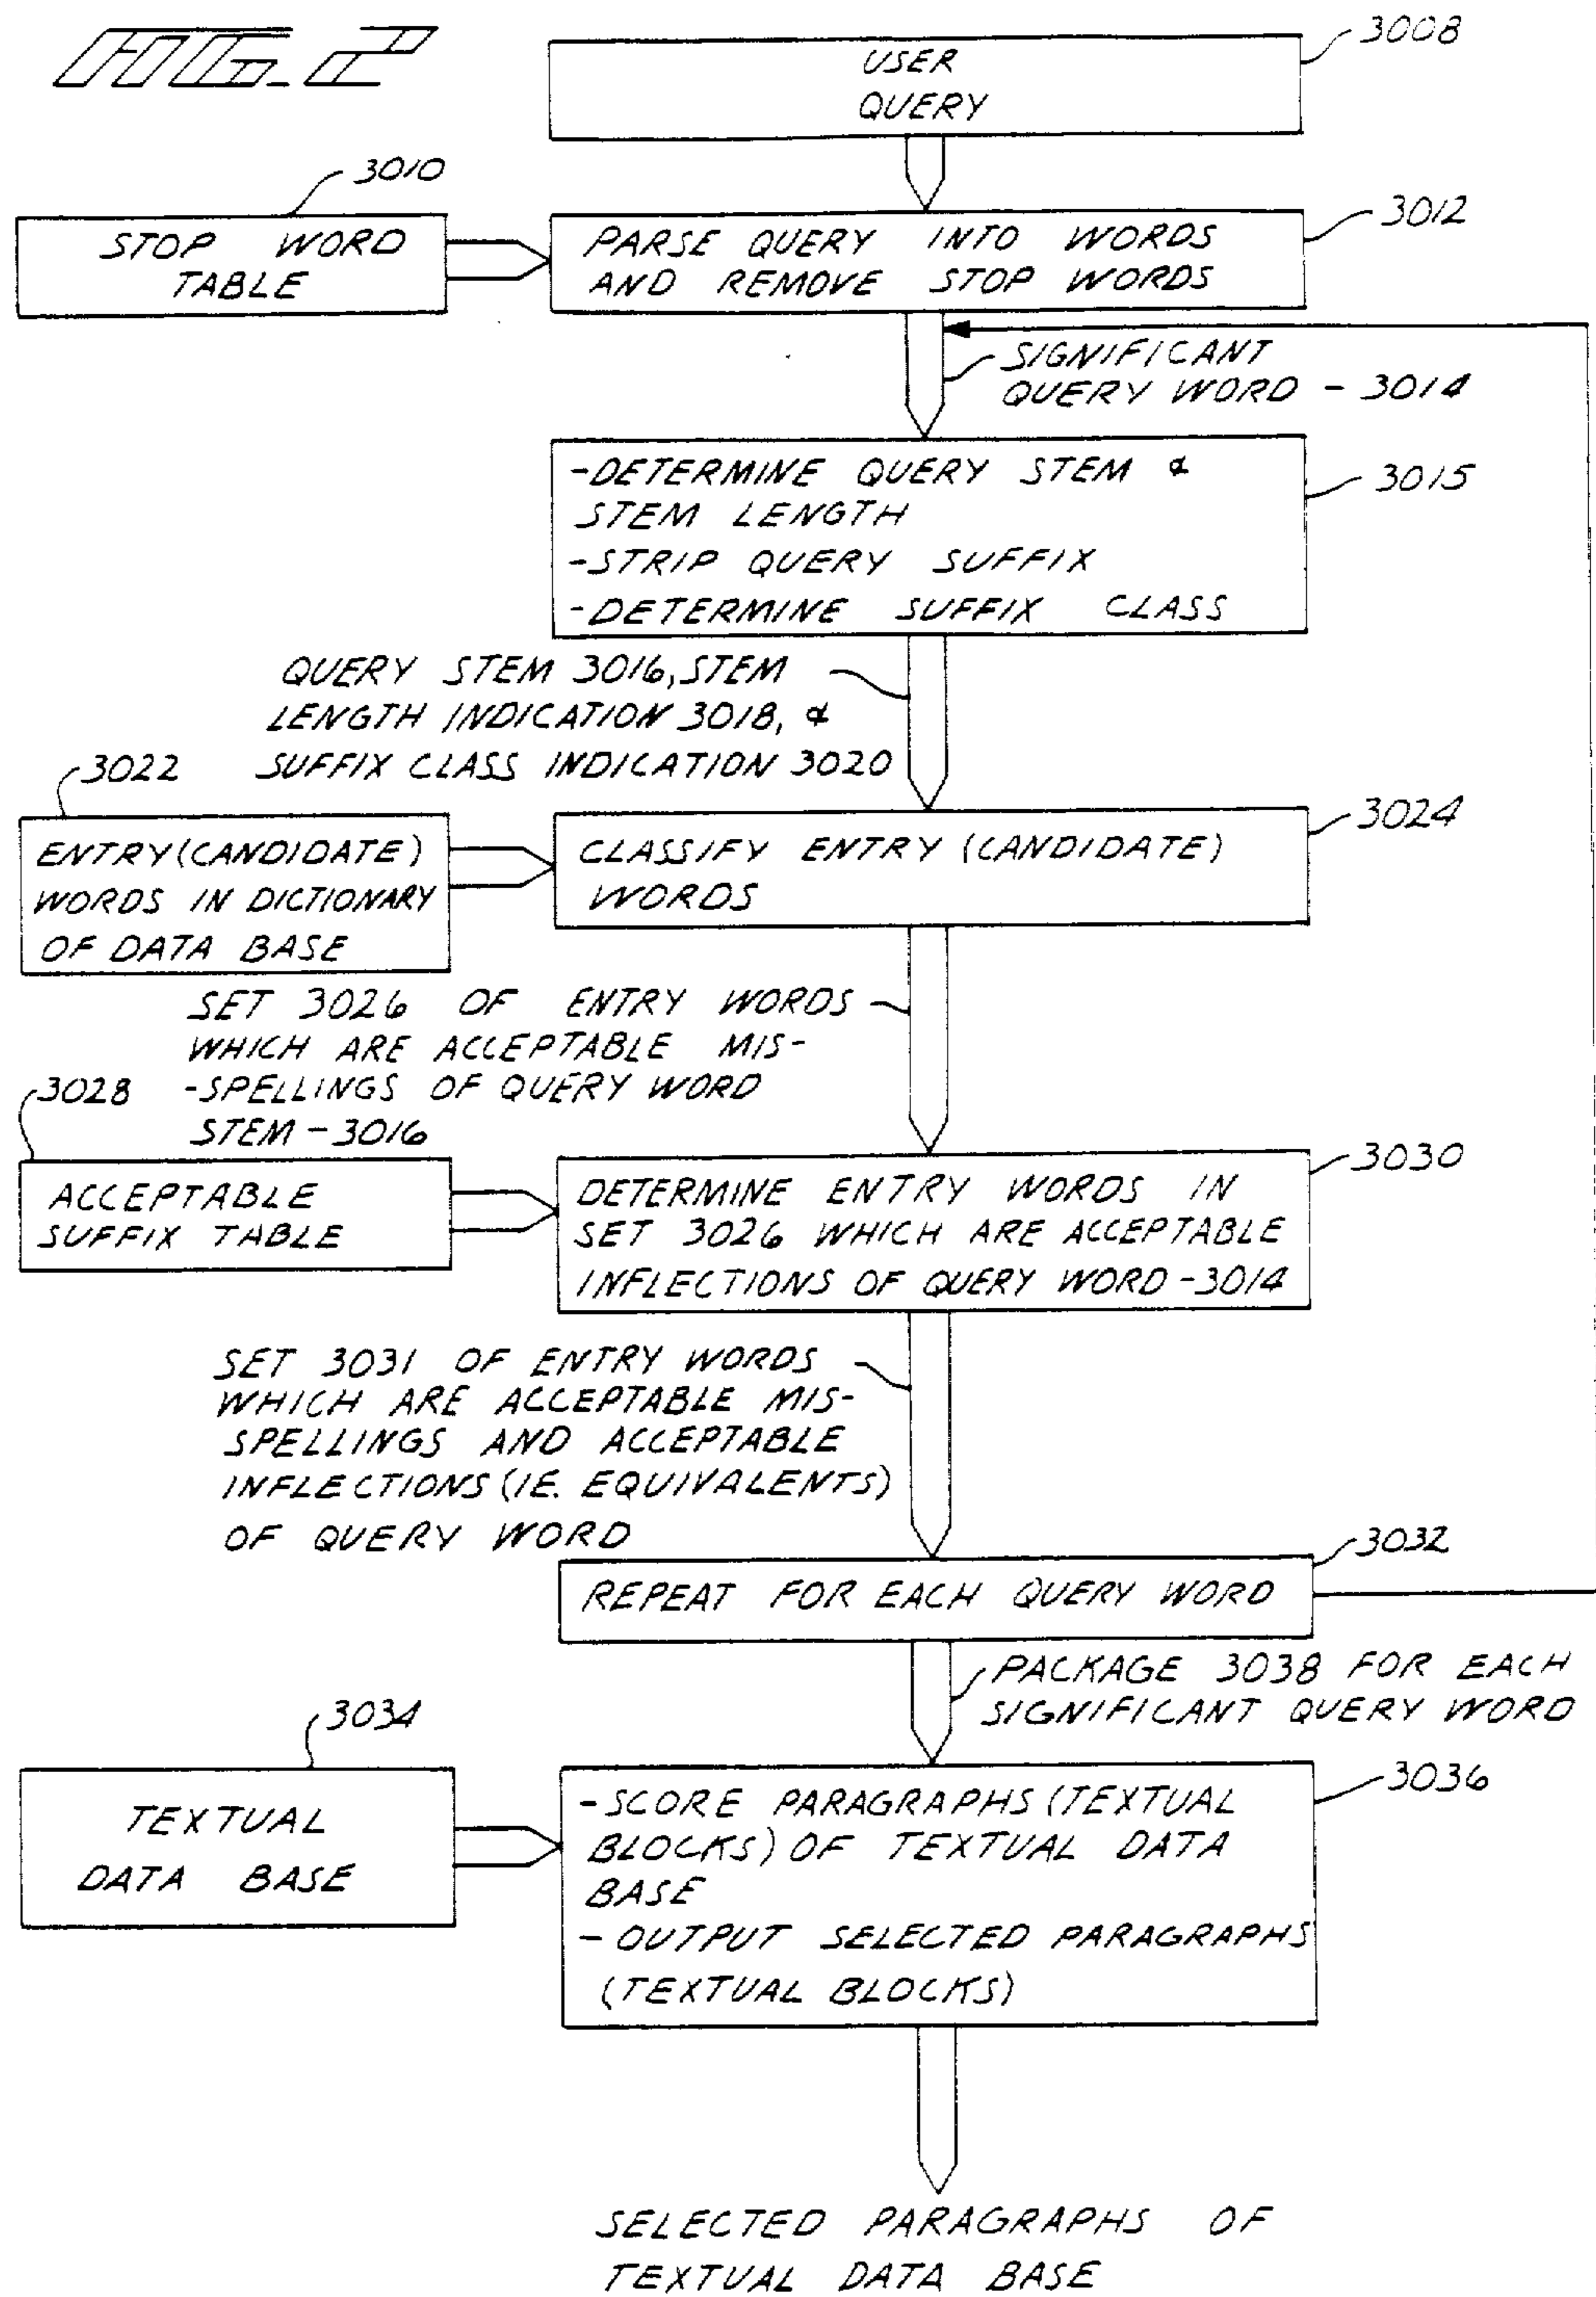 FIG. 2
3008
USER
QUERY
3010
STOP WORD
TABLE
3012
PARSE QUERY INTO WORDS
AND REMOVE STOP WORDS
SIGNIFICANT
QUERY WORD - 3014
3015
-DETERMINE QUERY STEM &
STEM LENGTH
-STRIP QUERY SUFFIX
-DETERMINE SUFFIX CLASS
QUERY STEM 3016, STEM
LENGTH INDICATION 3018, &
SUFFIX CLASS INDICATION 3020
3022
ENTRY (CANDIDATE)
WORDS IN DICTIONARY
OF DATA BASE
3024
CLASSIFY ENTRY (CANDIDATE)
WORDS
SET 3026 OF ENTRY WORDS
WHICH ARE ACCEPTABLE MIS-
-SPELLINGS OF QUERY WORD
STEM - 3016
3028
ACCEPTABLE
SUFFIX TABLE
3030
DETERMINE ENTRY WORDS IN
SET 3026 WHICH ARE ACCEPTABLE
INFLECTIONS OF QUERY WORD -3014
SET 3031 OF ENTRY WORDS
WHICH ARE ACCEPTABLE MIS-
SPELLINGS AND ACCEPTABLE
INFLECTIONS (IE. EQUIVALENTS)
OF QUERY WORD
3032
REPEAT FOR EACH QUERY WORD
PACKAGE 3038 FOR EACH
SIGNIFICANT QUERY WORD
3034
TEXTUAL
DATA BASE
3036
-SCORE PARAGRAPHS (TEXTUAL
BLOCKS) OF TEXTUAL DATA
BASE
- OUTPUT SELECTED PARAGRAPHS
(TEXTUAL BLOCKS)
SELECTED PARAGRAPHS OF
TEXTUAL DATA BASE